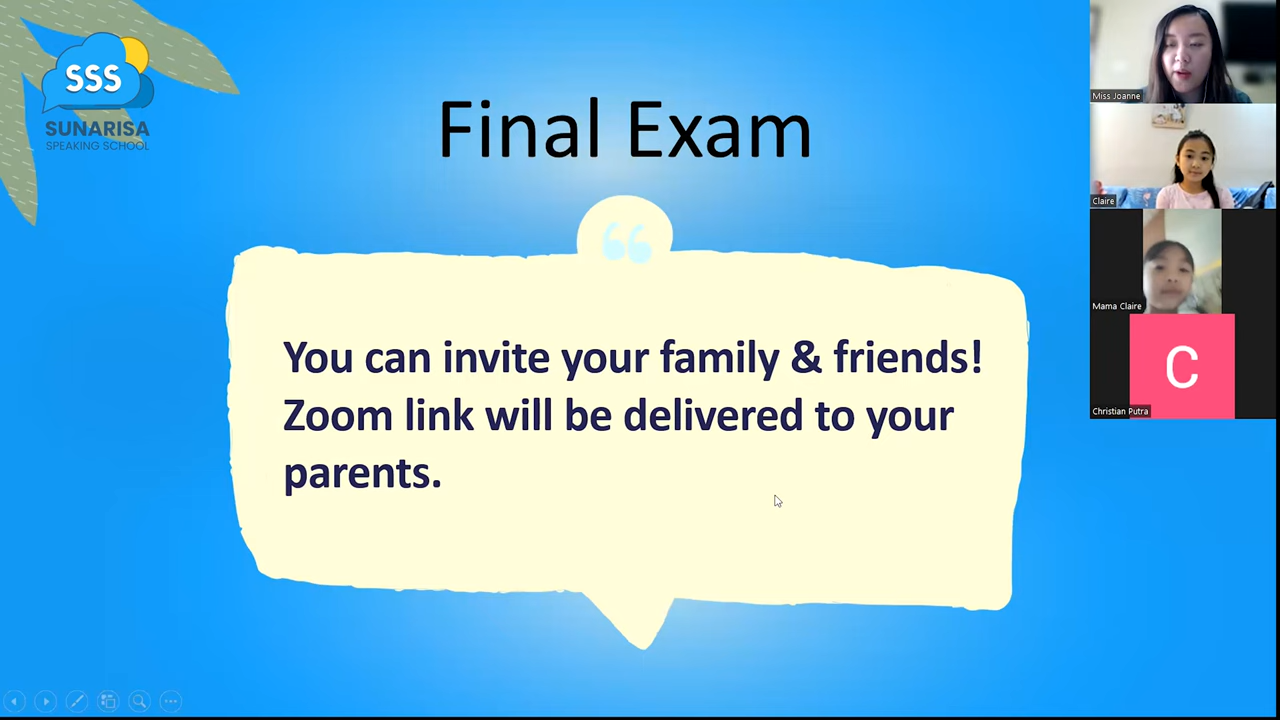 SSS
SUNARISA
SPEAKING SCHOOL
Final Exam
“
You can invite your family & friends!
Zoom link will be delivered to your
parents.
Miss Joanne
Claire
Mama Claire
C
Christian Putra